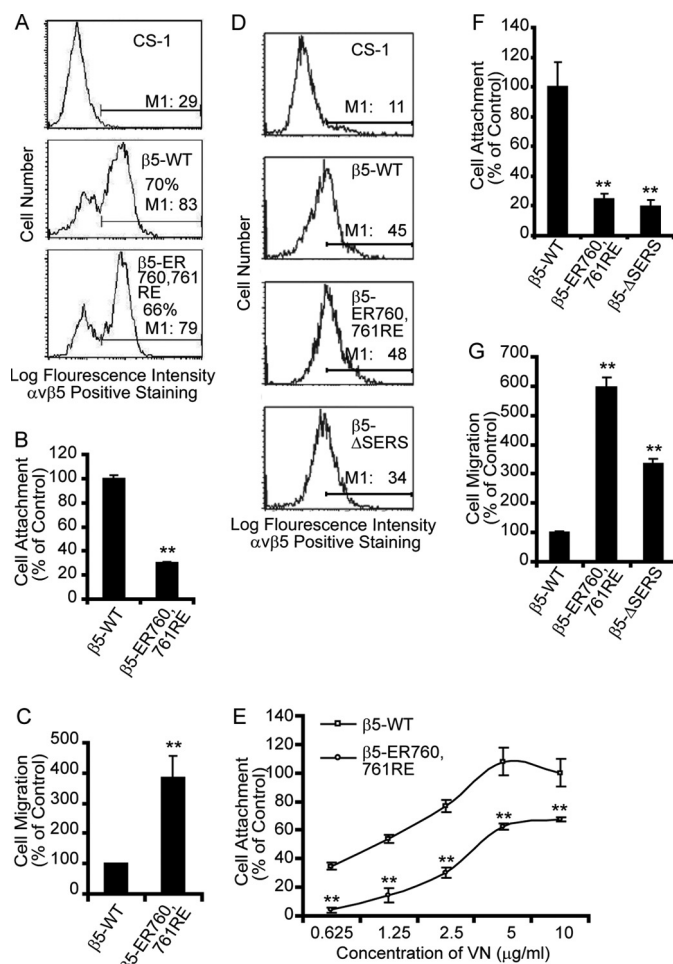 A
CS-1
M1: 29
β5-WT
70%
M1: 83
β5-ER
760,761
RE
66%
M1: 79
Cell Number
Log Flourescence Intensity
αvβ5 Positive Staining
B
Cell Attachment
(% of Control)
120
100
80
60
40
20
0
**
β5-WT
β5-ER760,
761RE
C
Cell Migration
(% of Control)
500
400
300
200
100
0
**
β5-WT
β5-ER760,
761RE
D
CS-1
M1: 11
β5-WT
M1: 45
β5-
ER760,
761RE
M1: 48
β5-
ΔSERS
M1: 34
Cell Number
Log Flourescence Intensity
αvβ5 Positive Staining
E
β5-WT
β5-ER760,
761RE
Cell Attachment
(% of Control)
140
120
100
80
60
40
20
0
**
**
**
**
**
0.625 1.25 2.5 5 10
Concentration of VN (μg/ml)
F
Cell Attachment
(% of Control)
140
120
100
80
60
40
20
0
**
**
β5-WT
β5-ER760,
761RE
β5-ΔSERS
G
Cell Migration
(% of Control)
700
600
500
400
300
200
100
0
**
**
β5-WT
β5-ER760,
761RE
β5-ΔSERS